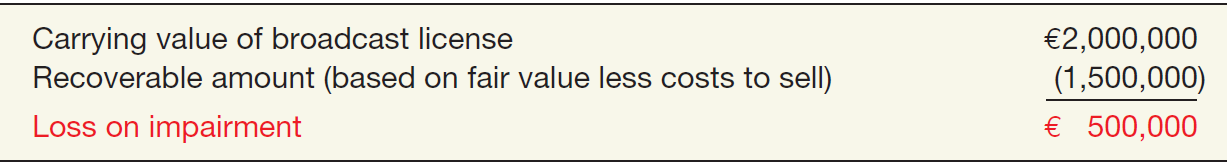 Carrying value of broadcast license €2,000,000
Recoverable amount (based on fair value less costs to sell) (1,500,000)
Loss on impairment € 500,000